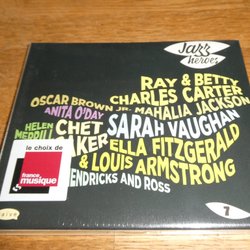 Jazz
heroes
RAY & BETTY
OSCAR BROWN JR. CHARLES CARTER
ANITA O'DAY MAHALIA JACKSON
HELEN MERRILL CHET BAKER SARAH VAUGHAN
ELLA FITZGERALD
& LOUIS ARMSTRONG
HENDRICKS AND ROSS
le choix de
france
musique
7